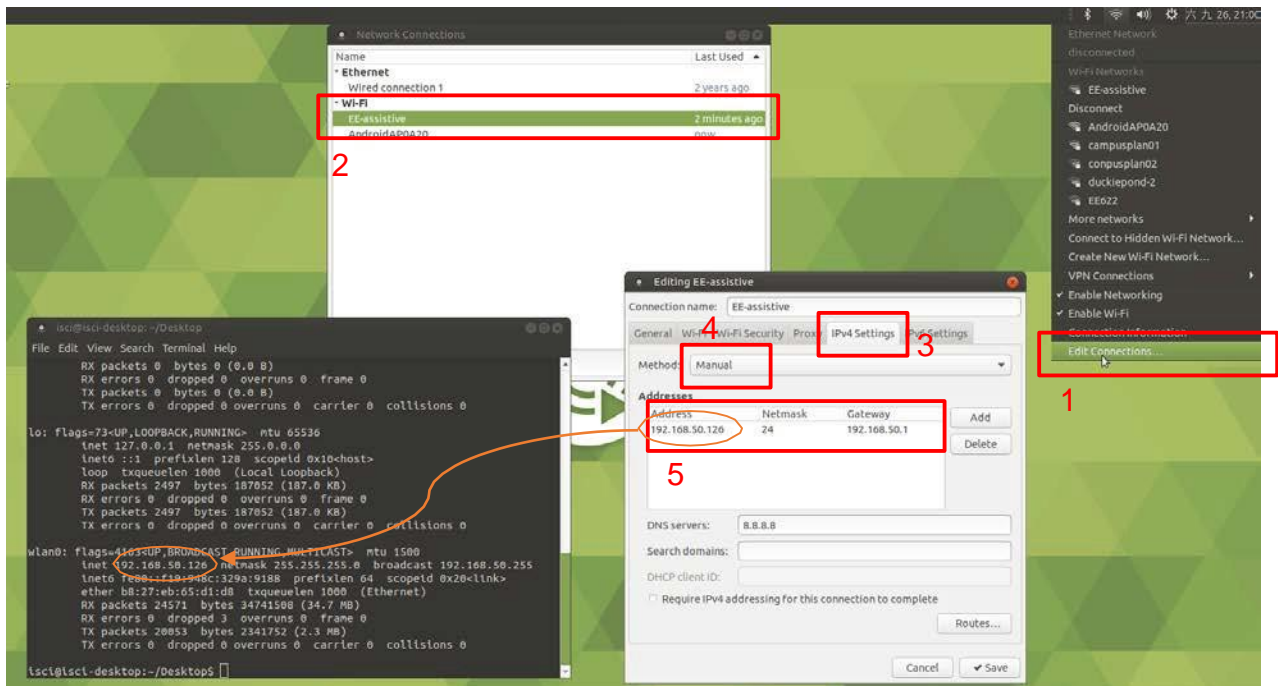 六 九 26, 21:00
Network Connections
Name Last Used
Ethernet
Wired connection 1 2 years ago
Wi-Fi
EE-assistive 2 minutes ago
AndroidAP0A20 now
2
Ethernet Network
disconnected
Wi-Fi Networks
EE-assistive
Disconnect
AndroidAP0A20
campusplan01
conpusplan02
duckiepond-2
EE622
More networks
Connect to Hidden Wi-Fi Network...
Create New Wi-Fi Network...
VPN Connections
Enable Networking
Enable Wi-Fi
Connection Information
Edit Connections...
1
Editing EE-assistive
Connection name: EE-assistive
General Wi-Fi Wi-Fi Security Proxy IPv4 Settings IPv6 Settings
4
3
Method: Manual
Addresses
Address Netmask Gateway
192.168.50.126 24 192.168.50.1
Add
Delete
5
DNS servers: 8.8.8.8
Search domains:
DHCP client ID:
Require IPv4 addressing for this connection to complete
Routes...
Cancel Save
isci@isci-desktop: ~/Desktop
File Edit View Search Terminal Help
RX packets 0 bytes 0 (0.0 B)
RX errors 0 dropped 0 overruns 0 frame 0
TX packets 0 bytes 0 (0.0 B)
TX errors 0 dropped 0 overruns 0 carrier 0 collisions 0
lo: flags=73<UP,LOOPBACK,RUNNING> mtu 65536
inet 127.0.0.1 netmask 255.0.0.0
inet6 ::1 prefixlen 128 scopeid 0x10<host>
loop txqueuelen 1000 (Local Loopback)
RX packets 2497 bytes 187052 (187.0 KB)
RX errors 0 dropped 0 overruns 0 frame 0
TX packets 2497 bytes 187052 (187.0 KB)
TX errors 0 dropped 0 overruns 0 carrier 0 collisions 0
wlan0: flags=4163<UP,BROADCAST,RUNNING,MULTICAST> mtu 1500
inet 192.168.50.126 netmask 255.255.255.0 broadcast 192.168.50.255
inet6 fe80::f19:948c:329a:9188 prefixlen 64 scopeid 0x20<link>
ether b8:27:eb:65:d1:d8 txqueuelen 1000 (Ethernet)
RX packets 24571 bytes 34741508 (34.7 MB)
RX errors 0 dropped 3 overruns 0 frame 0
TX packets 20053 bytes 2341752 (2.3 MB)
TX errors 0 dropped 0 overruns 0 carrier 0 collisions 0
isci@isci-desktop:~/Desktop$